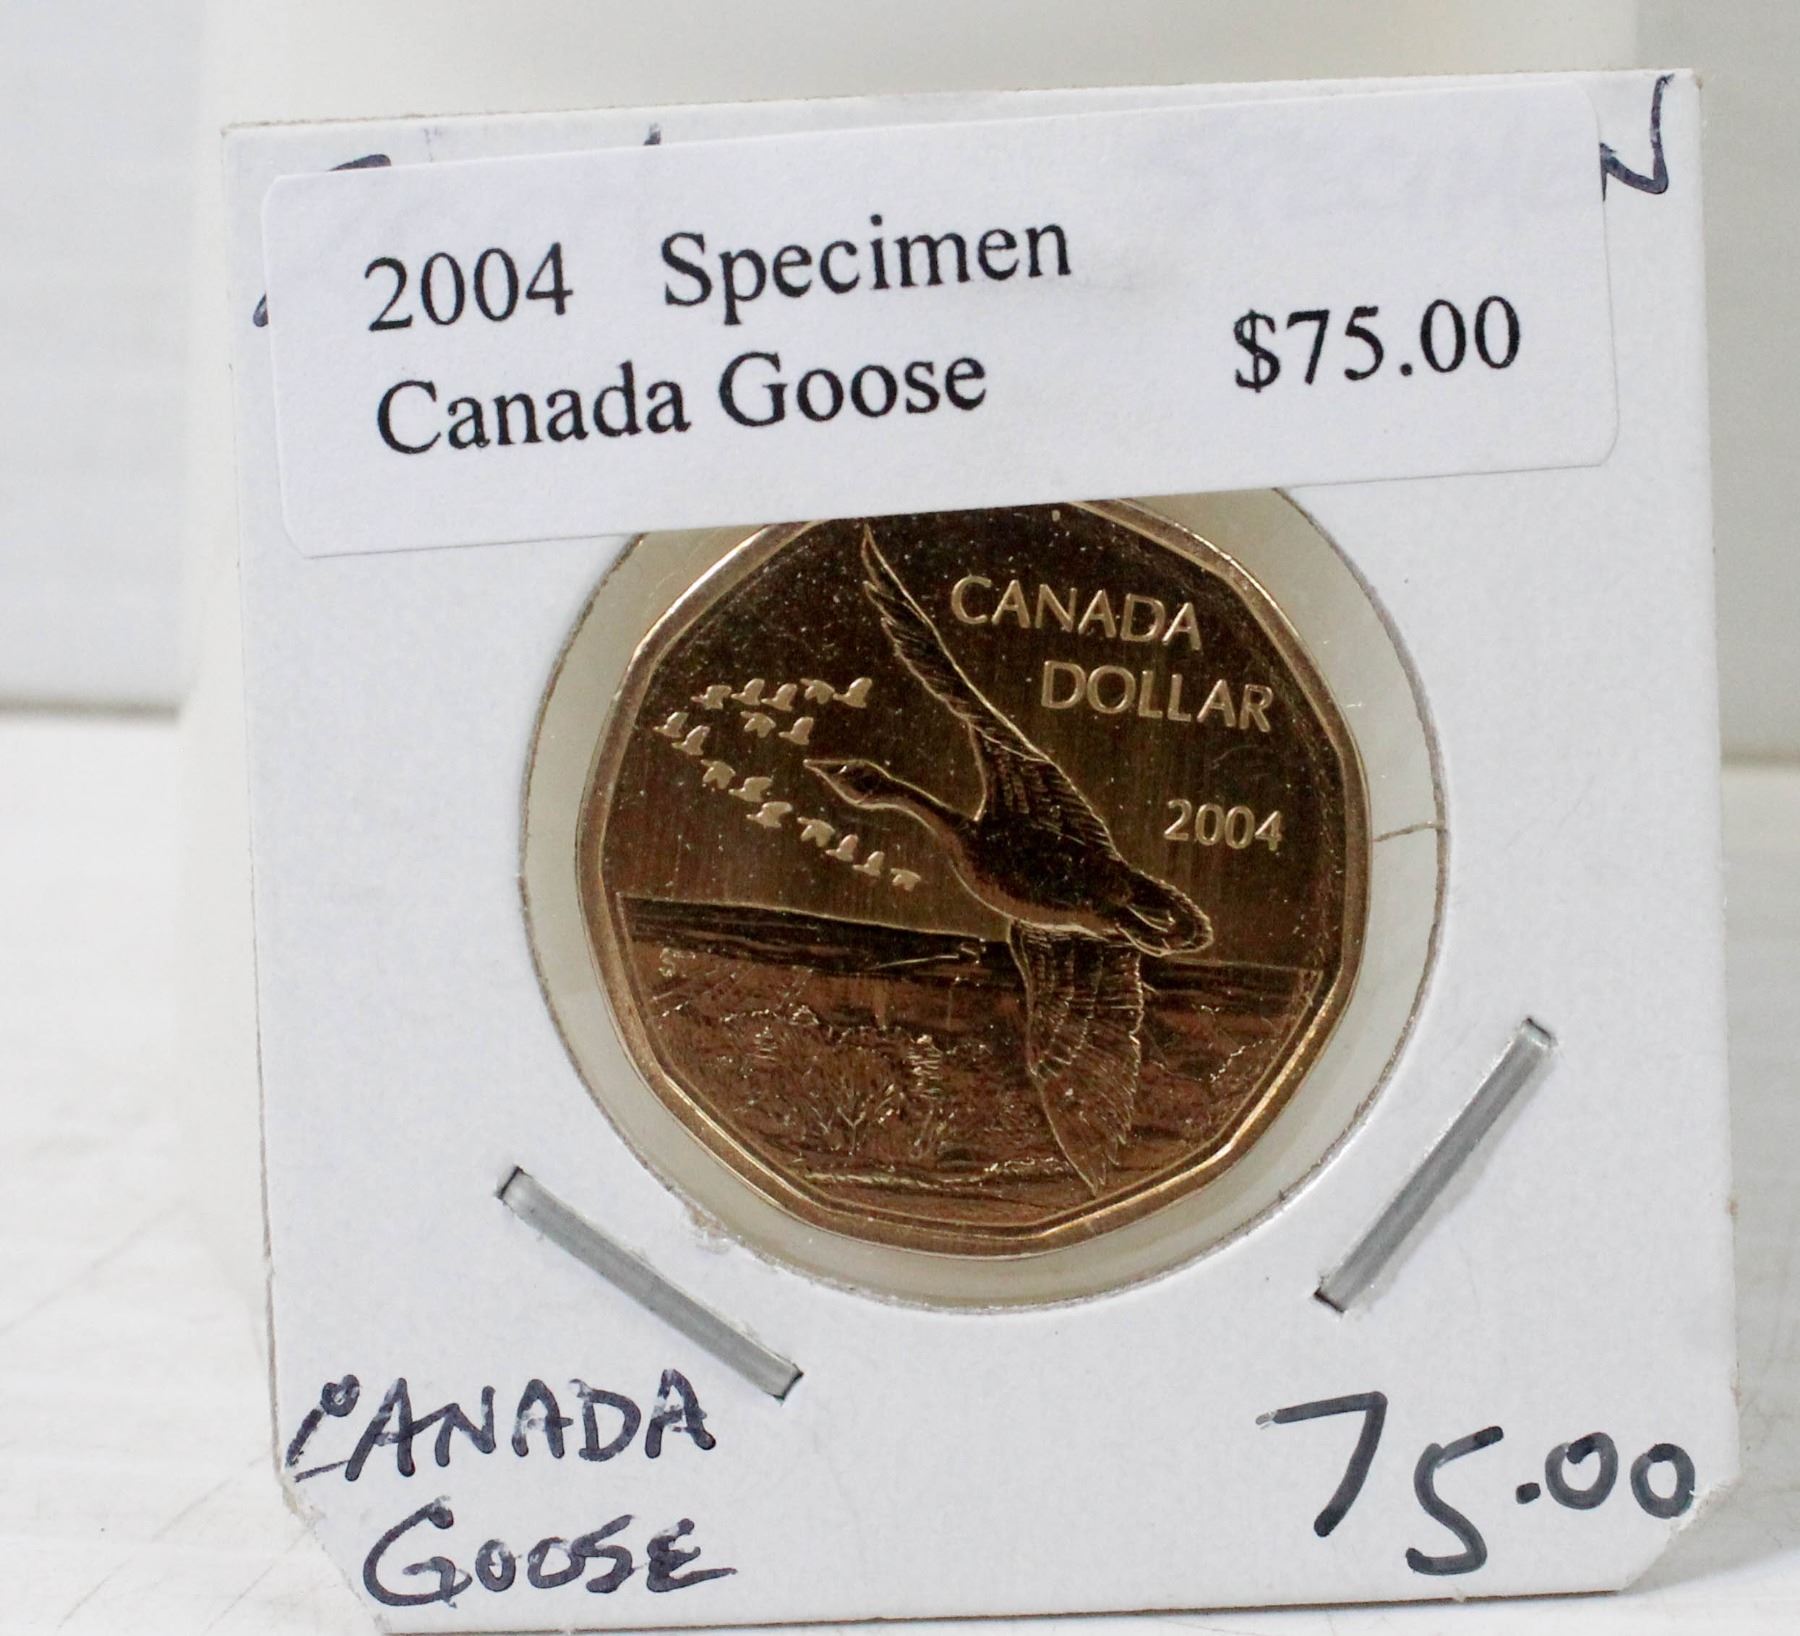 2004 Specimen
Canada Goose $75.00
CANADA
DOLLAR
2004
CANADA
GOOSE
75.00